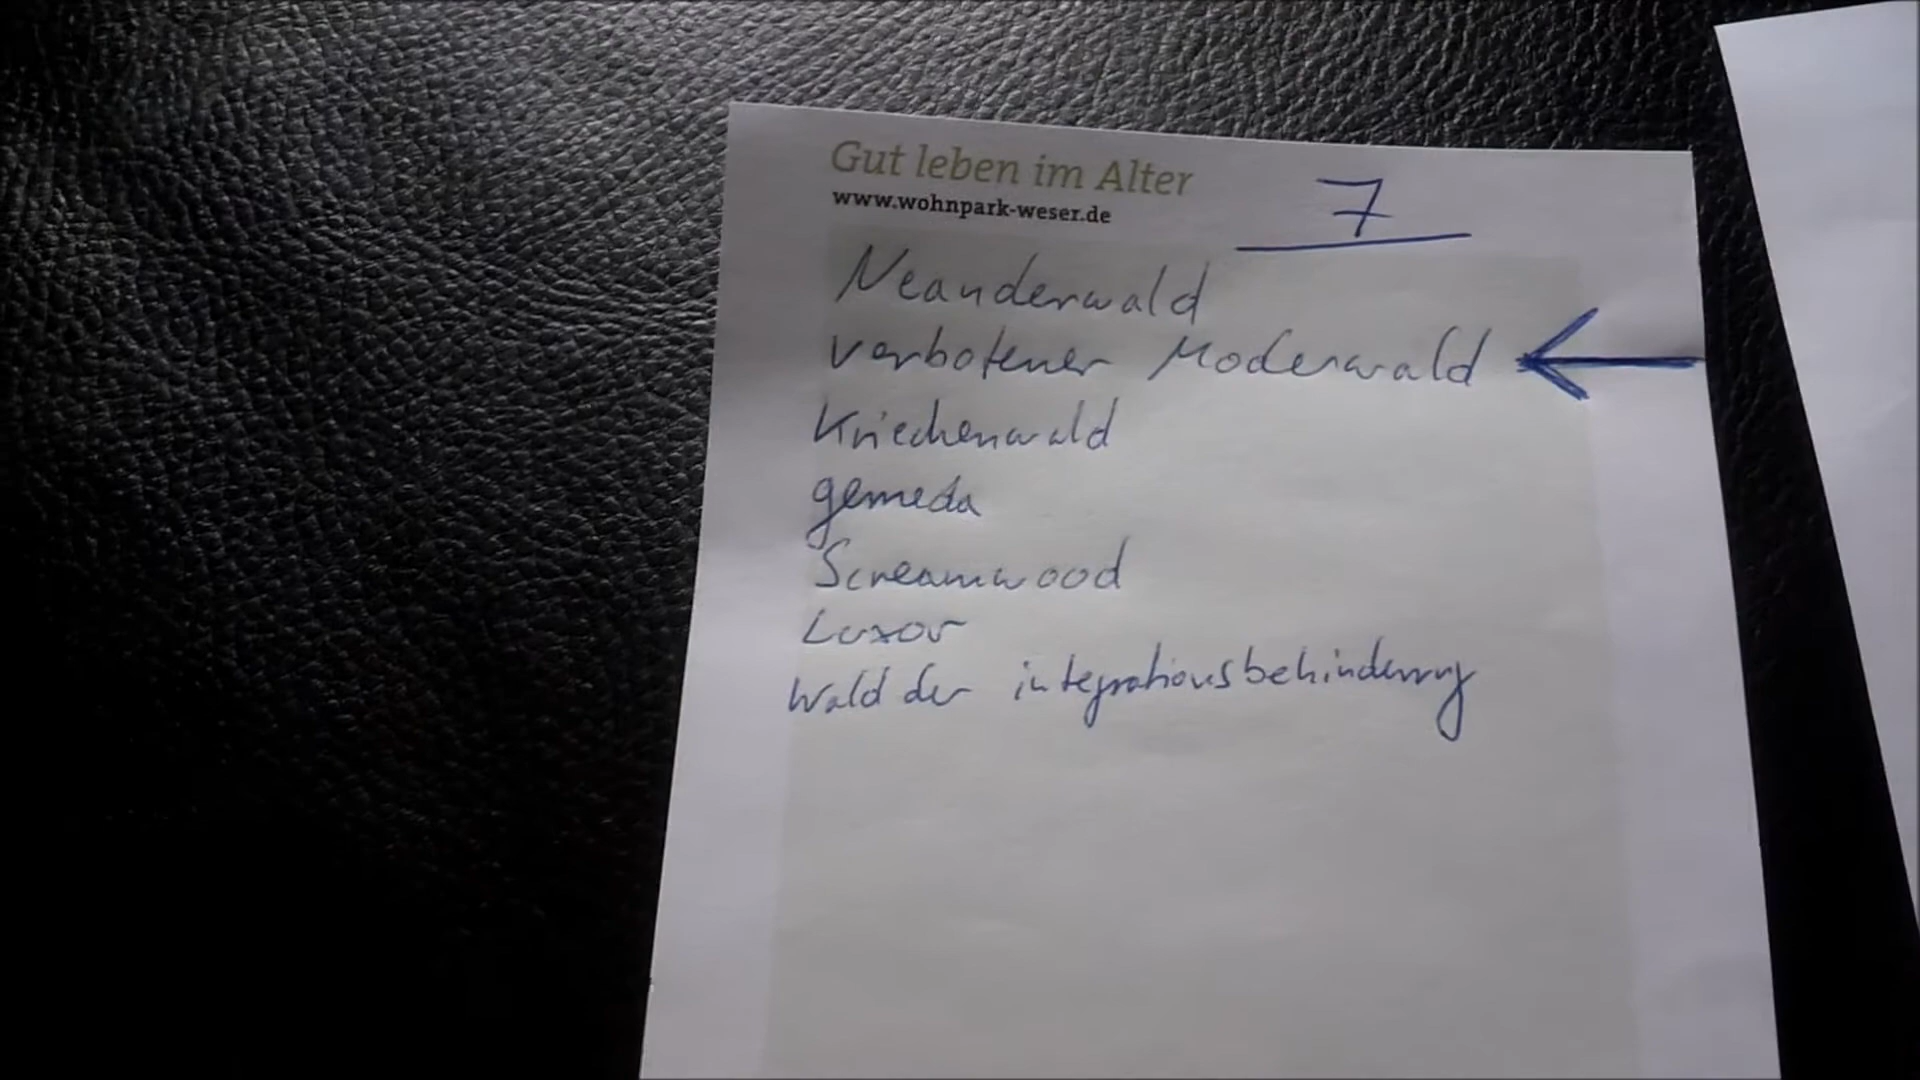 Gut leben im Alter
www.wohnpark-weser.de
7
Neanderwald
verbotener Moderwald
Kriechenwald
gemeda
Screamwood
Luxor
Wald der integrationsbehinderung